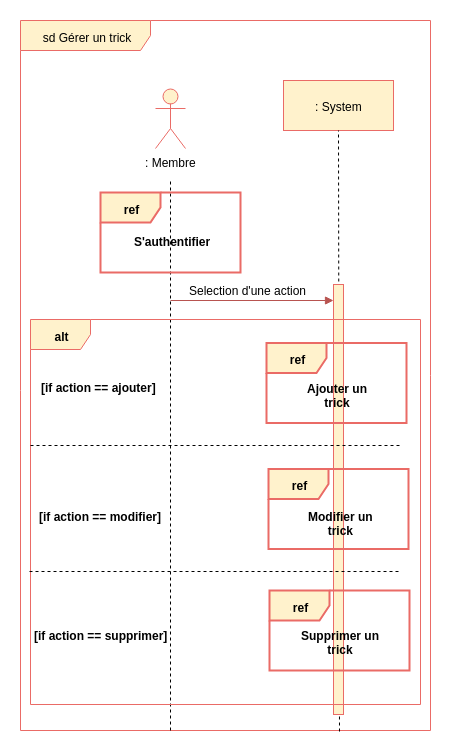 sd Gérer un trick
: System
: Membre
ref
S'authentifier
Selection d'une action
alt
ref
[if action == ajouter]
Ajouter un
trick
ref
[if action == modifier]
Modifier un
trick
ref
[if action == supprimer]
Supprimer un
trick